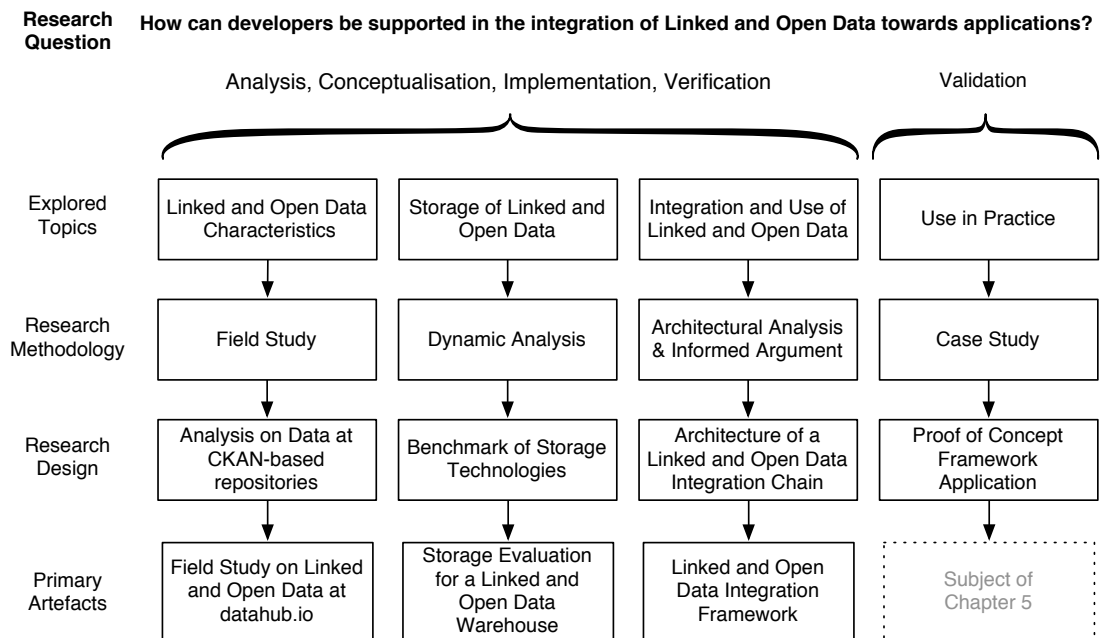 Research
Question
How can developers be supported in the integration of Linked and Open Data towards applications?
Analysis, Conceptualisation, Implementation, Verification
Validation
Explored
Topics
Linked and Open Data
Characteristics
Storage of Linked and
Open Data
Integration and Use of
Linked and Open Data
Use in Practice
Research
Methodology
Field Study
Dynamic Analysis
Architectural Analysis
& Informed Argument
Case Study
Research
Design
Analysis on Data at
CKAN-based
repositories
Benchmark of Storage
Technologies
Architecture of a
Linked and Open Data
Integration Chain
Proof of Concept
Framework
Application
Primary
Artefacts
Field Study on Linked
and Open Data at
datahub.io
Storage Evaluation
for a Linked and
Open Data
Warehouse
Linked and Open
Data Integration
Framework
Subject of
Chapter 5